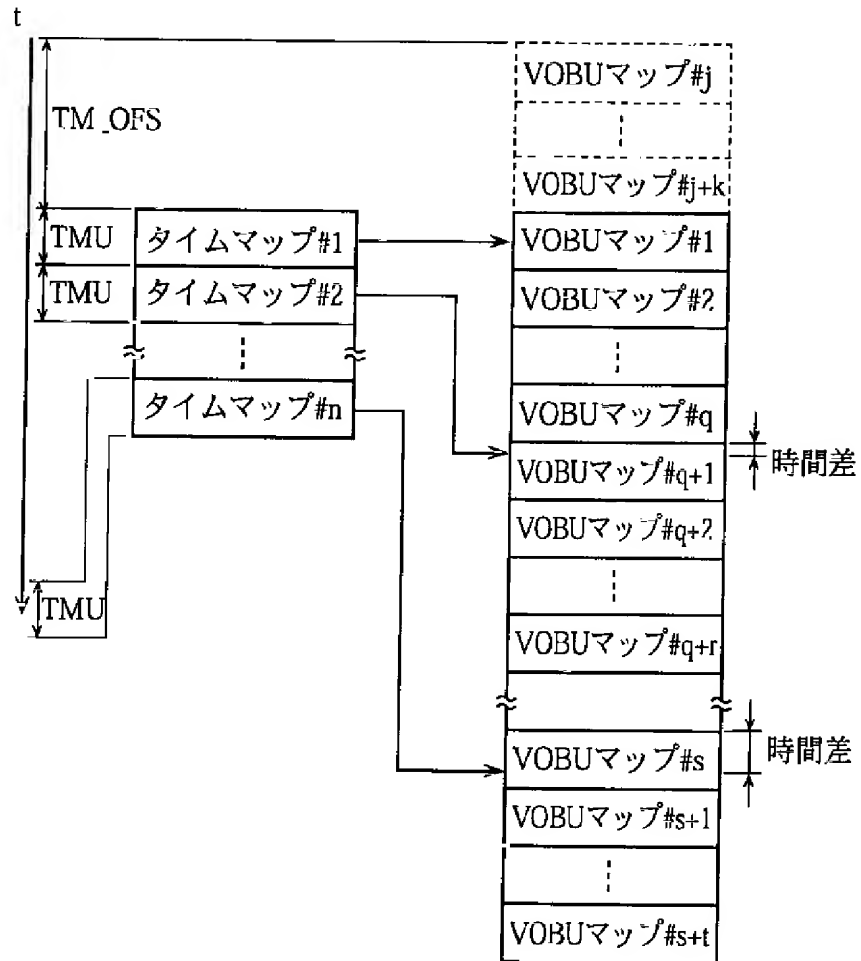 t
TM_OFS
VOBUマップ#j
VOBUマップ#j+k
TMU
タイムマップ#1
VOBUマップ#1
TMU
タイムマップ#2
VOBUマップ#2
タイムマップ#n
VOBUマップ#q
VOBUマップ#q+1
時間差
VOBUマップ#q+2
TMU
VOBUマップ#q+r
VOBUマップ#s
時間差
VOBUマップ#s+1
VOBUマップ#s+t